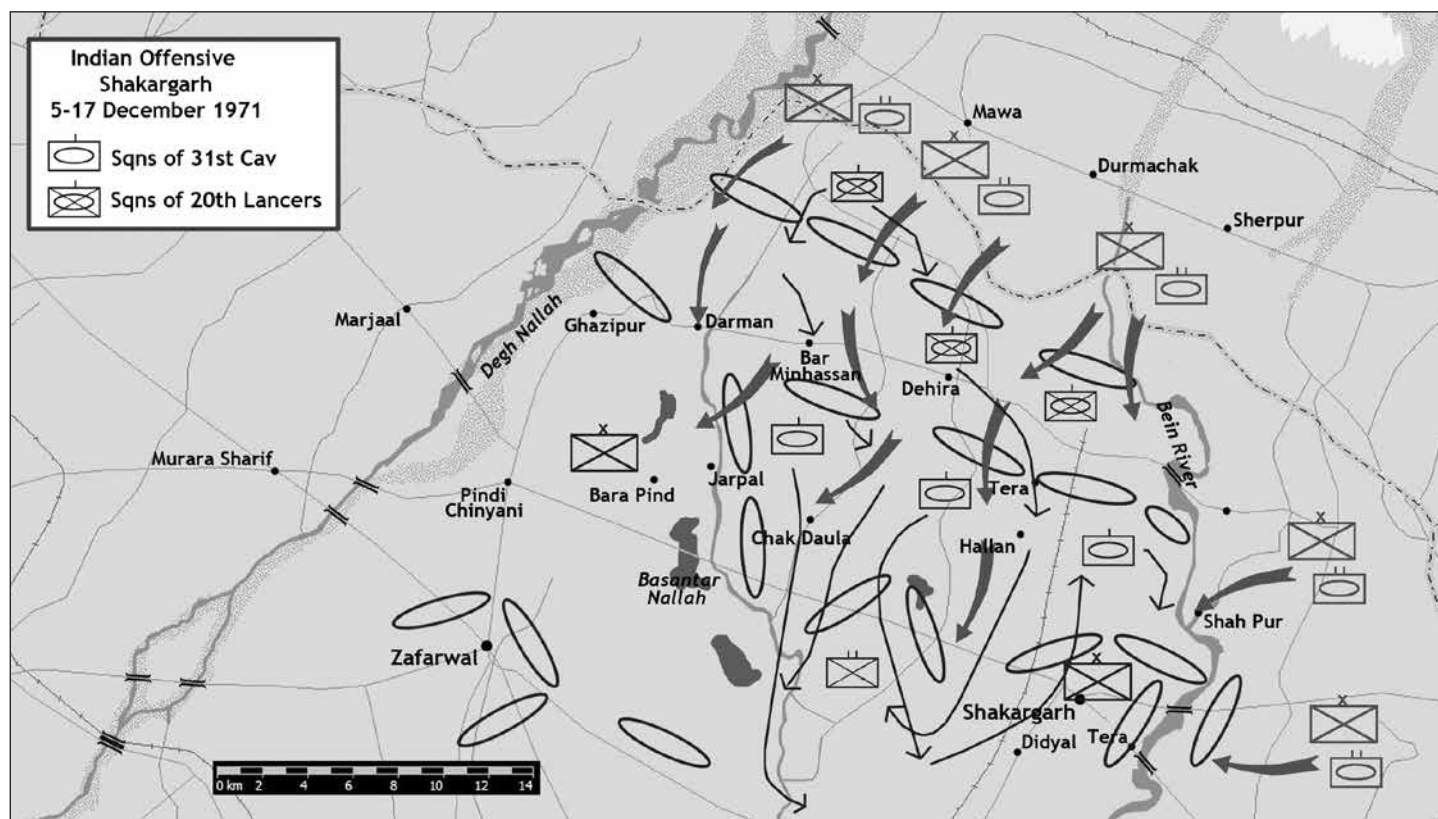 Indian Offensive
Shakargarh
5-17 December 1971
Sqns of 31st Cav
Sqns of 20th Lancers
Mawa
Durmachak
Sherpur
Marjaal
Degh Nallah
Ghazipur
Darman
Bar
Minhassan
Dehira
Bein River
Murara Sharif
Pindi
Chinyani
Bara Pind
Jarpal
Tera
Chak Daula
Hallan
Basantar
Nallah
Shah Pur
Zafarwal
Shakargarh
Didyal
Tera
0 km 2 4 6 8 10 12 14